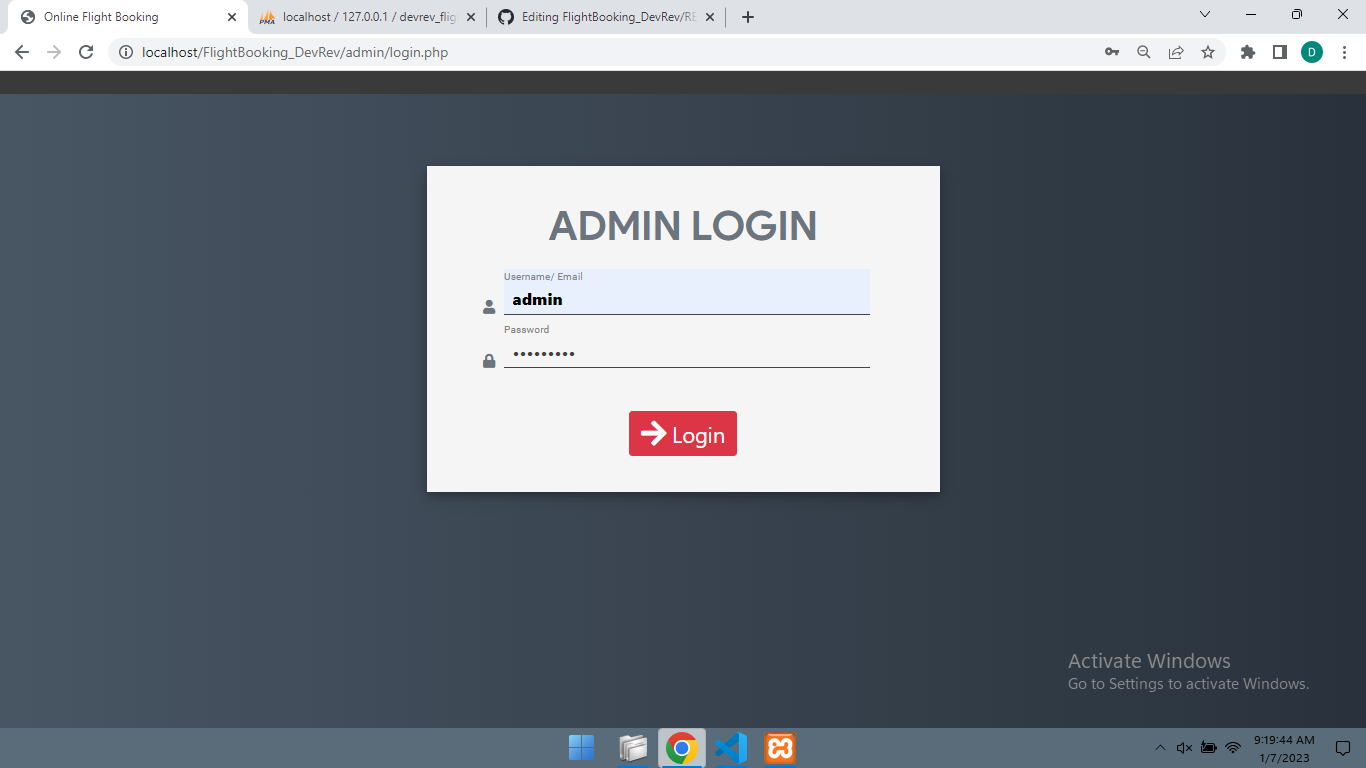 Online Flight Booking
localhost / 127.0.0.1 / devrev_flig
Editing FlightBooking_DevRev/RE
localhost/FlightBooking_DevRev/admin/login.php
D
ADMIN LOGIN
Username/ Email
admin
Password
•••••••••
Login
Activate Windows
Go to Settings to activate Windows.
9:19:44 AM
1/7/2023